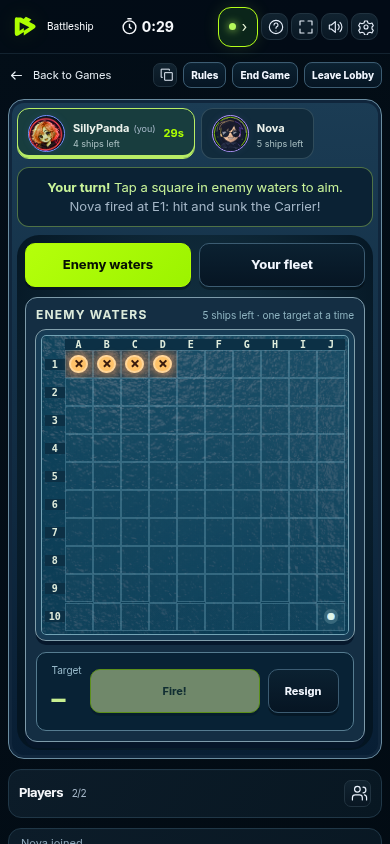 Battleship
0:29
Back to Games
Rules
End Game
Leave Lobby
SillyPanda (you)
4 ships left
29s
Nova
5 ships left
Your turn! Tap a square in enemy waters to aim.
Nova fired at E1: hit and sunk the Carrier!
Enemy waters
Your fleet
ENEMY WATERS
5 ships left · one target at a time
A B C D E F G H I J
1
2
3
4
5
6
7
8
9
10
Target
–
Fire!
Resign
Players 2/2
Nova joined